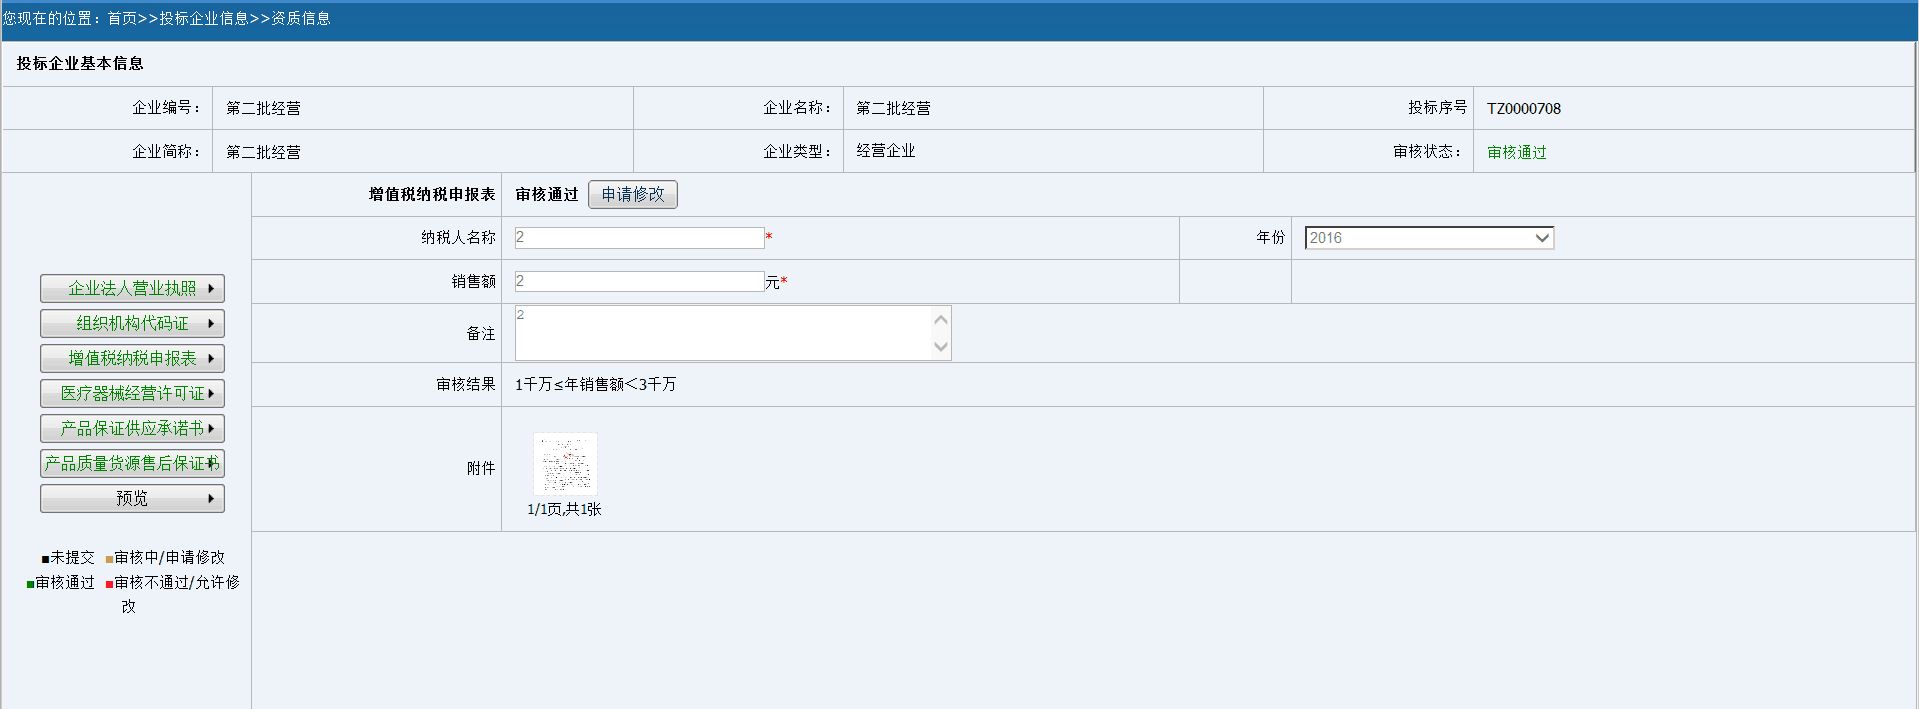 您现在的位置：首页>>投标企业信息>>资质信息
投标企业基本信息
企业编号： 第二批经营 企业名称： 第二批经营 投标序号 TZ0000708
企业简称： 第二批经营 企业类型： 经营企业 审核状态： 审核通过
增值税纳税申报表 审核通过 申请修改
纳税人名称 2* 年份 2016
销售额 2元*
备注 2
审核结果 1千万≤年销售额＜3千万
附件
1/1页,共1张
企业法人营业执照
组织机构代码证
增值税纳税申报表
医疗器械经营许可证
产品保证供应承诺书
产品质量货源售后保证书
预览
■未提交 ■审核中/申请修改
■审核通过 ■审核不通过/允许修
改